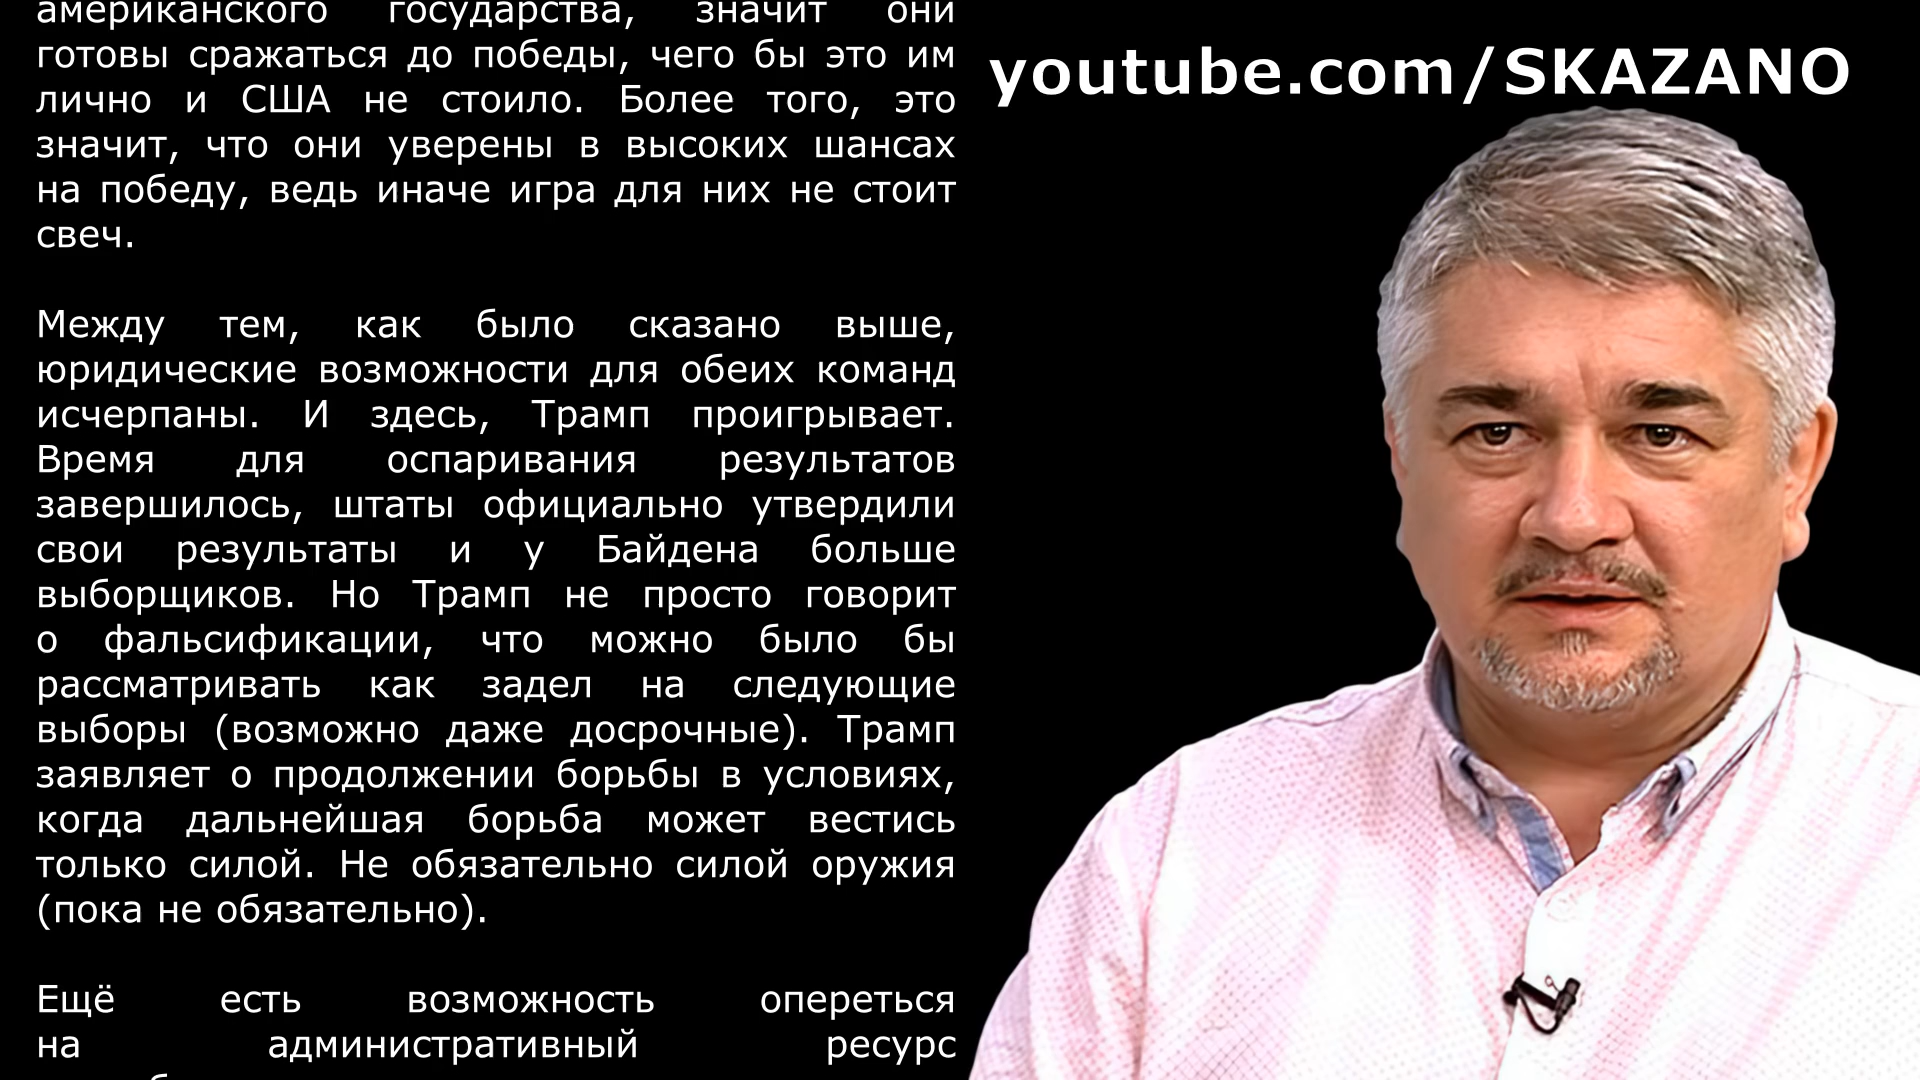 американского государства, значит они
готовы сражаться до победы, чего бы это им
лично и США не стоило. Более того, это
значит, что они уверены в высоких шансах
на победу, ведь иначе игра для них не стоит
свеч.
Между тем, как было сказано выше,
юридические возможности для обеих команд
исчерпаны. И здесь, Трамп проигрывает.
Время для оспаривания результатов
завершилось, штаты официально утвердили
свои результаты и у Байдена больше
выборщиков. Но Трамп не просто говорит
о фальсификации, что можно было бы
рассматривать как задел на следующие
выборы (возможно даже досрочные). Трамп
заявляет о продолжении борьбы в условиях,
когда дальнейшая борьба может вестись
только силой. Не обязательно силой оружия
(пока не обязательно).
Ещё есть возможность опереться
на административный ресурс
youtube.com/SKAZANO